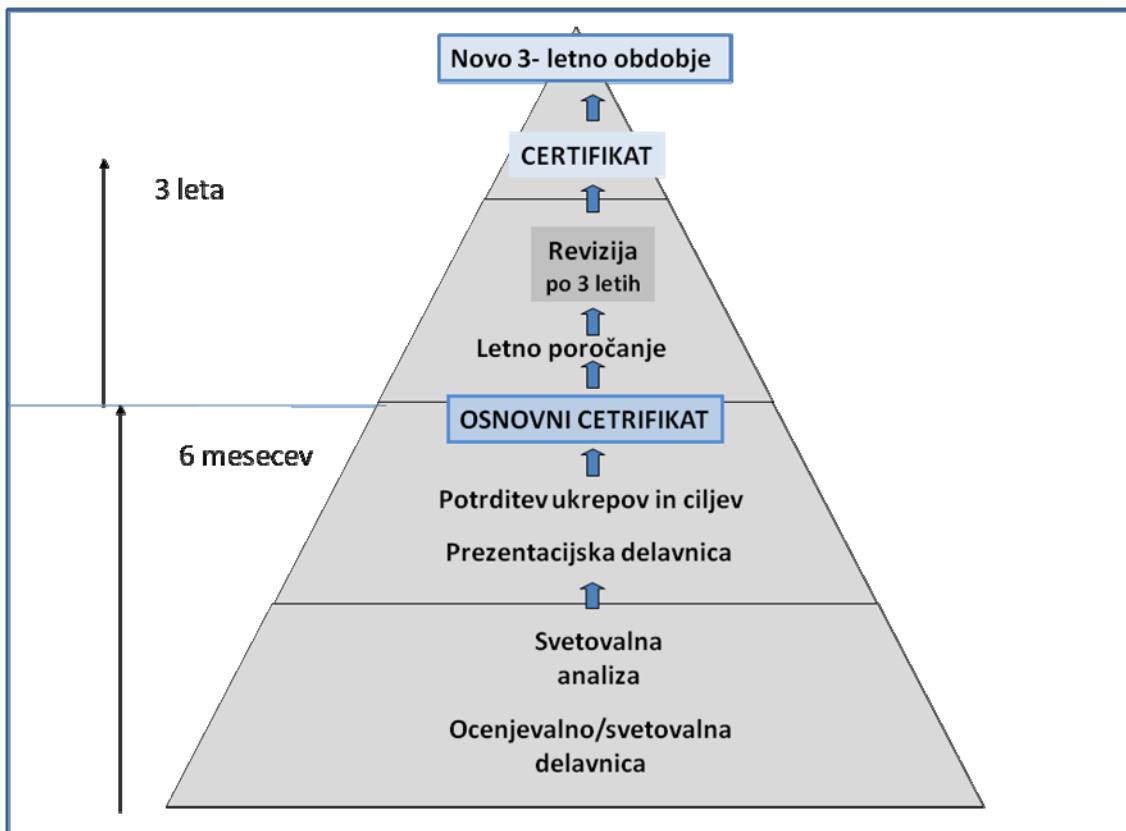 Novo 3- letno obdobje
CERTIFIKAT
3 leta
Revizija
po 3 letih
Letno poročanje
OSNOVNI CETRIFIKAT
6 mesecev
Potrditev ukrepov in ciljev
Prezentacijska delavnica
Svetovalna
analiza
Ocenjevalno/svetovalna
delavnica